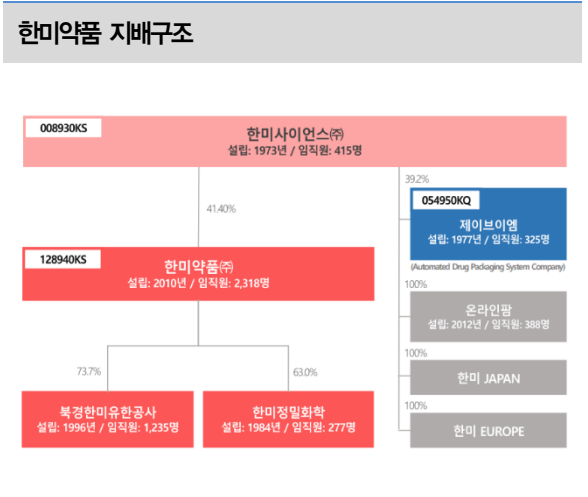 한미약품 지배구조
008930KS
한미사이언스㈜
설립: 1973년 / 임직원: 415명
41.40%
39.2%
054950KQ
제이브이엠
설립: 1977년 / 임직원: 325명
(Automated Drug Packaging System Company)
128940KS
한미약품㈜
설립: 2010년 / 임직원: 2,318명
100%
온라인팜
설립: 2012년 / 임직원: 388명
100%
한미 JAPAN
100%
한미 EUROPE
73.7%
63.0%
북경한미유한공사
설립: 1996년 / 임직원: 1,235명
한미정밀화학
설립: 1984년 / 임직원: 277명